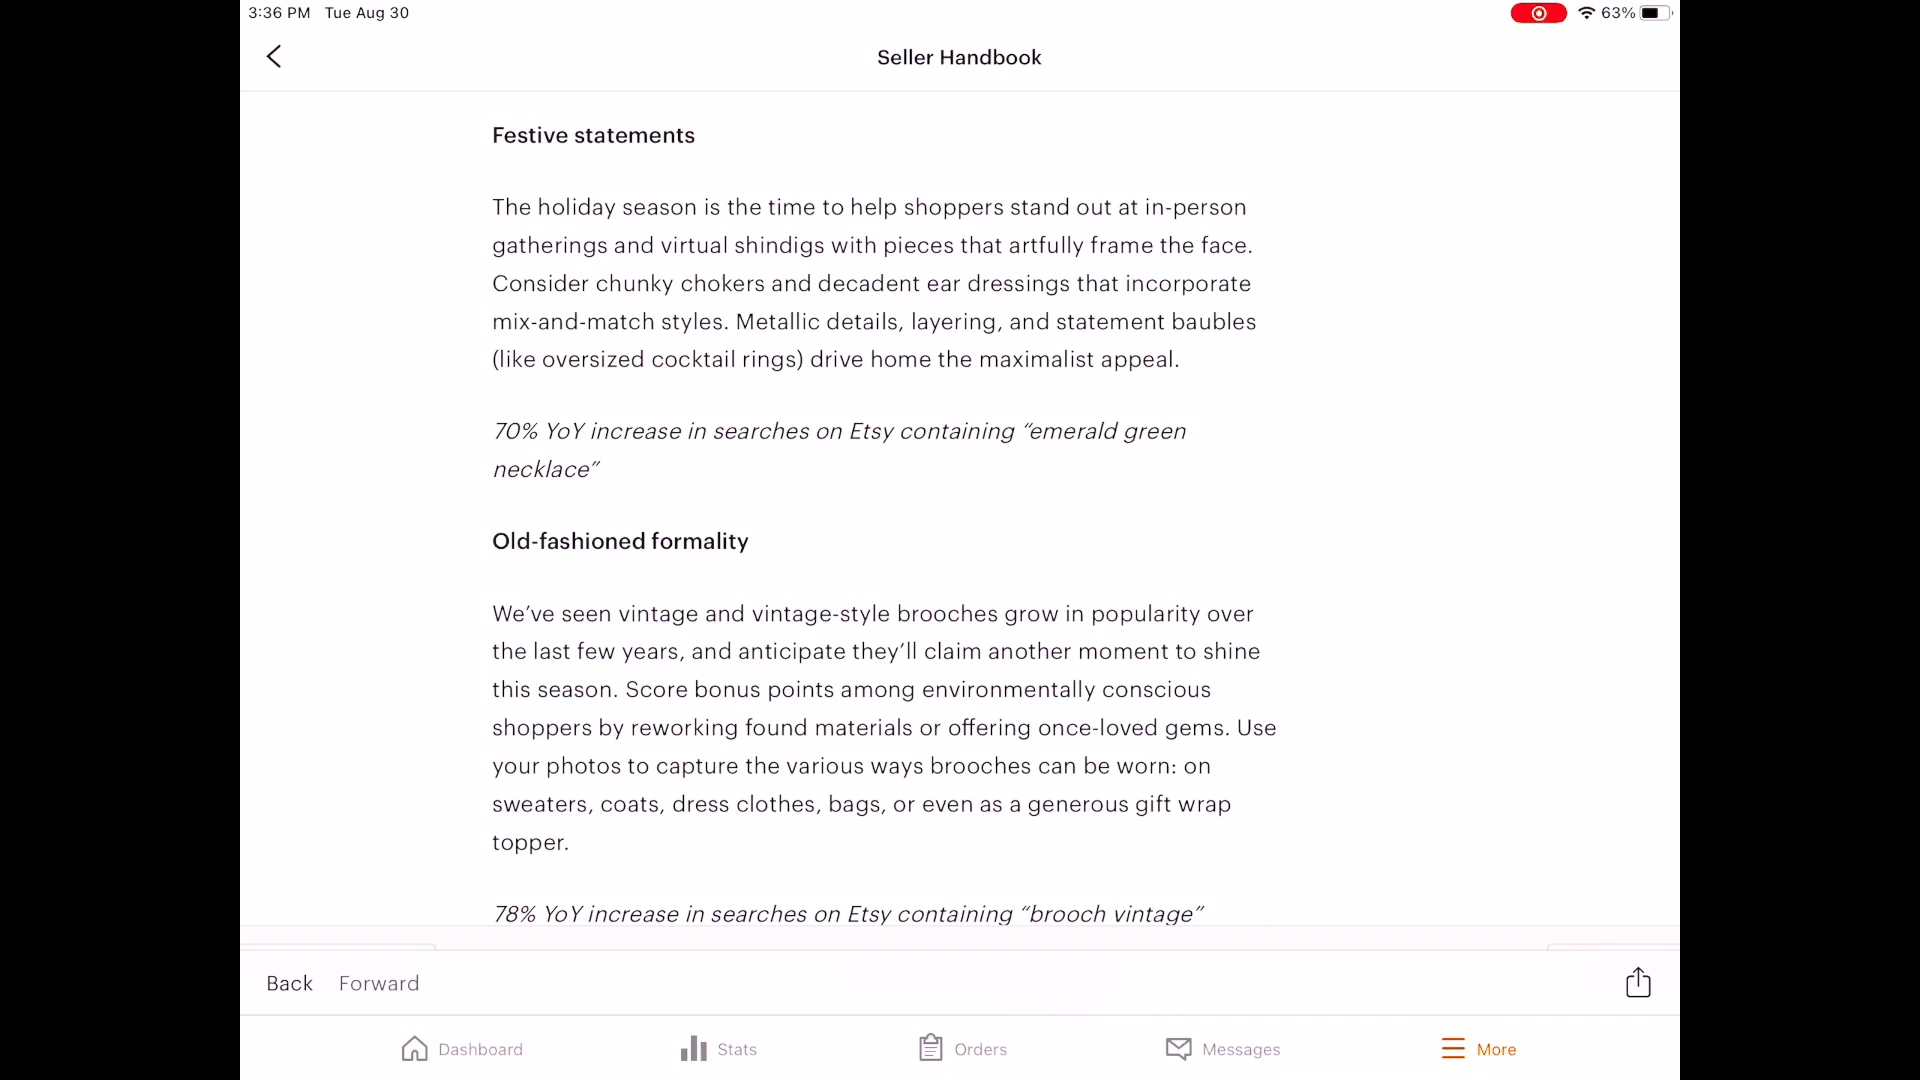 3:36 PM Tue Aug 30
63%
Seller Handbook
Festive statements
The holiday season is the time to help shoppers stand out at in-person
gatherings and virtual shindigs with pieces that artfully frame the face.
Consider chunky chokers and decadent ear dressings that incorporate
mix-and-match styles. Metallic details, layering, and statement baubles
(like oversized cocktail rings) drive home the maximalist appeal.
70% YoY increase in searches on Etsy containing “emerald green
necklace”
Old-fashioned formality
We’ve seen vintage and vintage-style brooches grow in popularity over
the last few years, and anticipate they’ll claim another moment to shine
this season. Score bonus points among environmentally conscious
shoppers by reworking found materials or offering once-loved gems. Use
your photos to capture the various ways brooches can be worn: on
sweaters, coats, dress clothes, bags, or even as a generous gift wrap
topper.
78% YoY increase in searches on Etsy containing “brooch vintage”
Back Forward
Dashboard Stats Orders Messages More